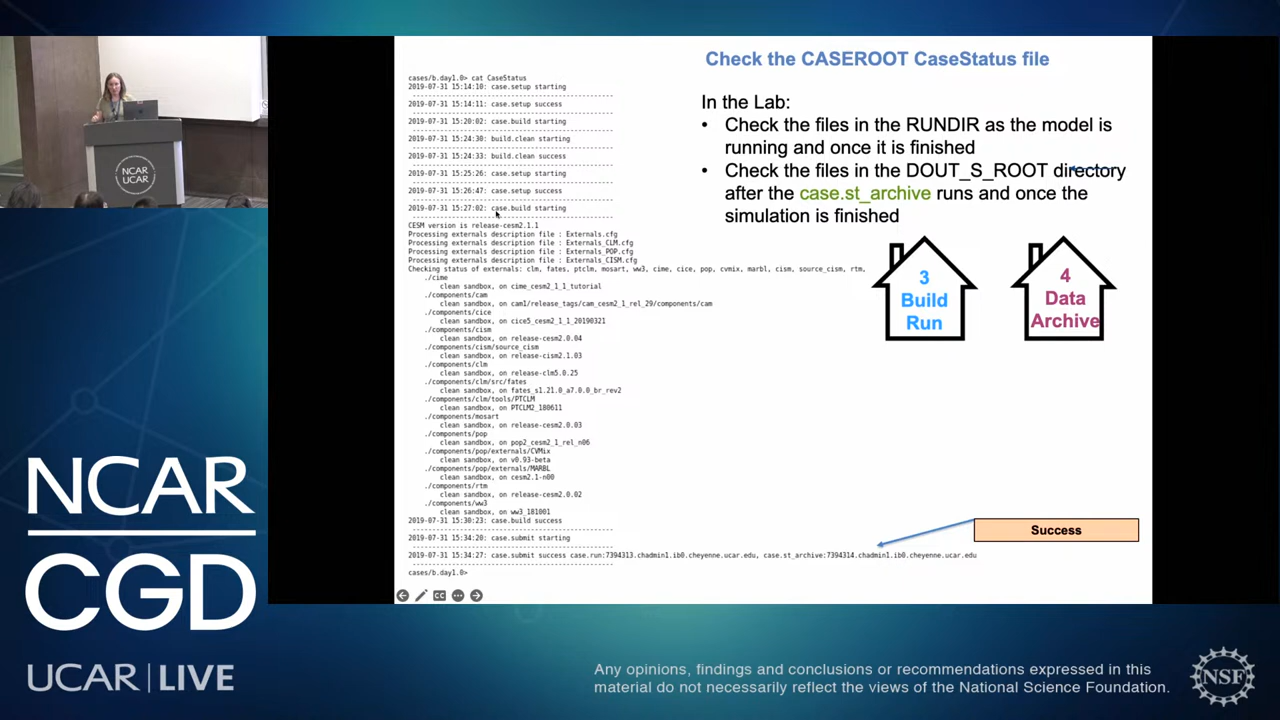 NCAR
UCAR
Check the CASEROOT CaseStatus file
cases/b.day1.0> cat CaseStatus
2019-07-31 15:14:10: case.setup starting
---------------------------------------------------
2019-07-31 15:14:11: case.setup success
---------------------------------------------------
2019-07-31 15:20:02: case.build starting
---------------------------------------------------
2019-07-31 15:24:30: build.clean starting
---------------------------------------------------
2019-07-31 15:24:33: build.clean success
---------------------------------------------------
2019-07-31 15:25:26: case.setup starting
---------------------------------------------------
2019-07-31 15:26:47: case.setup success
---------------------------------------------------
2019-07-31 15:27:02: case.build starting
---------------------------------------------------
CESM version is release-cesm2.1.1
Processing externals description file : Externals.cfg
Processing externals description file : Externals_CLM.cfg
Processing externals description file : Externals_POP.cfg
Processing externals description file : Externals_CISM.cfg
Checking status of externals: clm, fates, ptclm, mosart, ww3, cime, cice, pop, cvmix, marbl, cism, source_cism, rtm,
./cime
clean sandbox, on cime_cesm2_1_1_tutorial
./components/cam
clean sandbox, on cam1/release_tags/cam_cesm2_1_rel_29/components/cam
./components/cice
clean sandbox, on cice5_cesm2_1_1_20190321
./components/cism
clean sandbox, on release-cesm2.0.04
./components/cism/source_cism
clean sandbox, on release-cism2.1.03
./components/clm
clean sandbox, on release-clm5.0.25
./components/clm/src/fates
clean sandbox, on fates_s1.21.0_a7.0.0_br_rev2
./components/clm/tools/PTCLM
clean sandbox, on PTCLM2_180611
./components/mosart
clean sandbox, on release-cesm2.0.03
./components/pop
clean sandbox, on pop2_cesm2_1_rel_n06
./components/pop/externals/CVMix
clean sandbox, on v0.93-beta
./components/pop/externals/MARBL
clean sandbox, on cesm2.1-n00
./components/rtm
clean sandbox, on release-cesm2.0.02
./components/ww3
clean sandbox, on ww3_181001
2019-07-31 15:30:23: case.build success
---------------------------------------------------
2019-07-31 15:34:20: case.submit starting
---------------------------------------------------
2019-07-31 15:34:27: case.submit success case.run:7394313.chadmin1.ib0.cheyenne.ucar.edu, case.st_archive:7394314.chadmin1.ib0.cheyenne.ucar.edu
---------------------------------------------------
cases/b.day1.0>
In the Lab:
• Check the files in the RUNDIR as the model is
running and once it is finished
• Check the files in the DOUT_S_ROOT directory
after the case.st_archive runs and once the
simulation is finished
3
Build
Run
4
Data
Archive
Success
CC
NCAR
CGD
UCAR | LIVE
Any opinions, findings and conclusions or recommendations expressed in this
material do not necessarily reflect the views of the National Science Foundation.
NSF